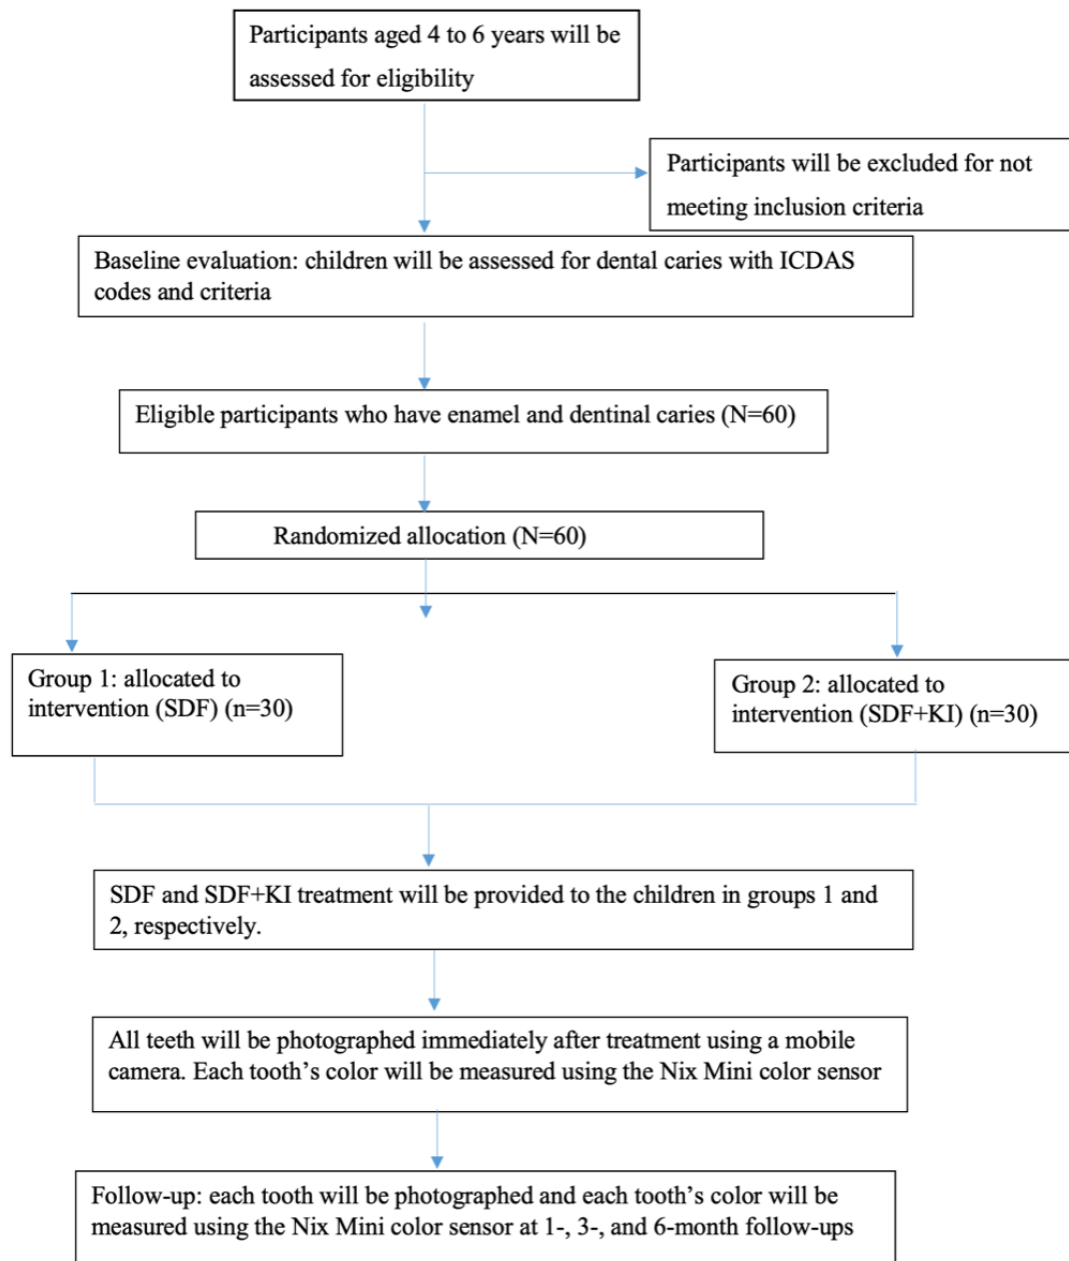 Participants aged 4 to 6 years will be
assessed for eligibility
Participants will be excluded for not
meeting inclusion criteria
Baseline evaluation: children will be assessed for dental caries with ICDAS
codes and criteria
Eligible participants who have enamel and dentinal caries (N=60)
Randomized allocation (N=60)
Group 1: allocated to
intervention (SDF) (n=30)
Group 2: allocated to
intervention (SDF+KI) (n=30)
SDF and SDF+KI treatment will be provided to the children in groups 1 and
2, respectively.
All teeth will be photographed immediately after treatment using a mobile
camera. Each tooth’s color will be measured using the Nix Mini color sensor
Follow-up: each tooth will be photographed and each tooth’s color will be
measured using the Nix Mini color sensor at 1-, 3-, and 6-month follow-ups